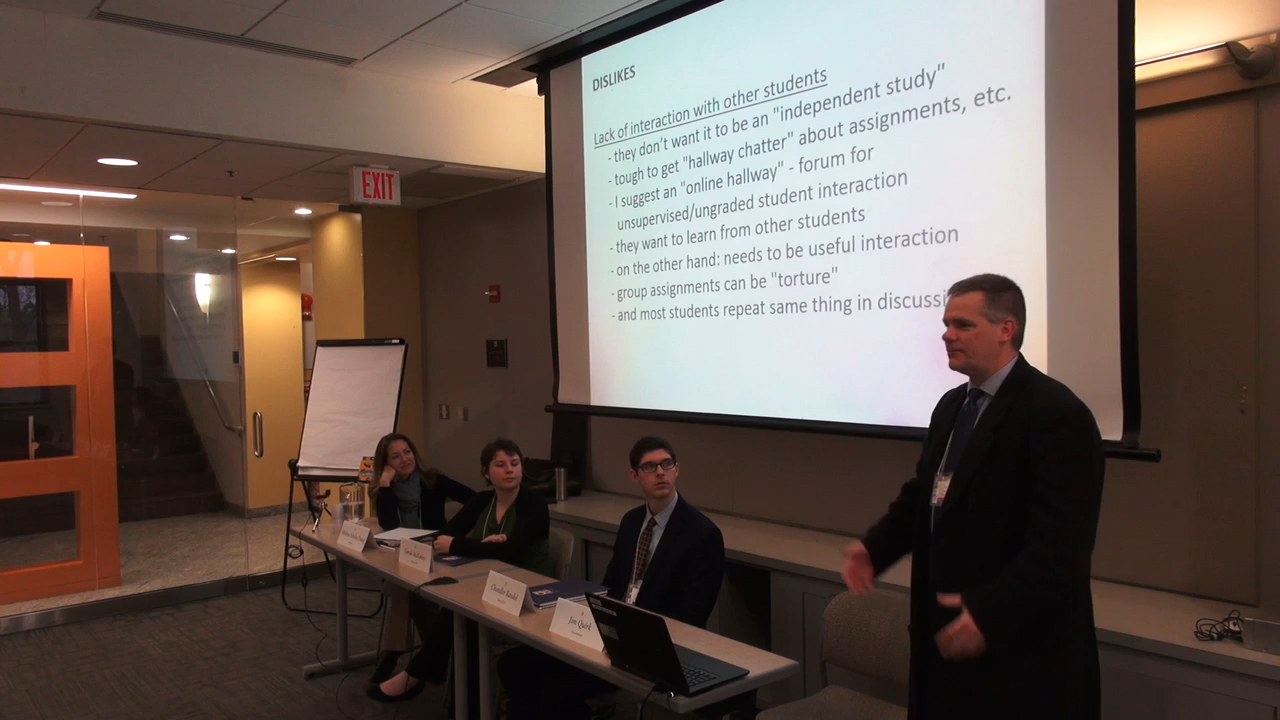 DISLIKES
Lack of interaction with other students
- they don’t want it to be an "independent study"
- tough to get "hallway chatter" about assignments, etc.
- I suggest an "online hallway" - forum for
unsupervised/ungraded student interaction
- they want to learn from other students
- on the other hand: needs to be useful interaction
- group assignments can be "torture"
- and most students repeat same thing in discussi
EXIT
Jim Quirk